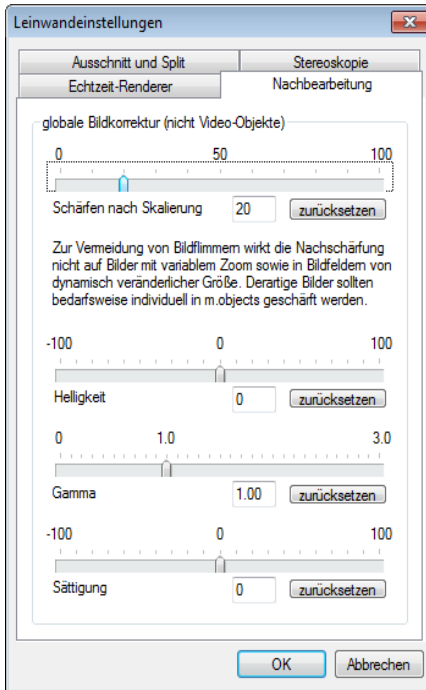 Leinwandeinstellungen
Ausschnitt und Split
Stereoskopie
Echtzeit-Renderer
Nachbearbeitung
globale Bildkorrektur (nicht Video-Objekte)
0 50 100
Schärfen nach Skalierung 20 zurücksetzen
Zur Vermeidung von Bildflimmern wirkt die Nachschärfung
nicht auf Bilder mit variablem Zoom sowie in Bildfeldern von
dynamisch veränderlicher Größe. Derartige Bilder sollten
bedarfsweise individuell in m.objects geschärft werden.
-100 0 100
Helligkeit 0 zurücksetzen
0 1.0 3.0
Gamma 1.00 zurücksetzen
-100 0 100
Sättigung 0 zurücksetzen
OK Abbrechen